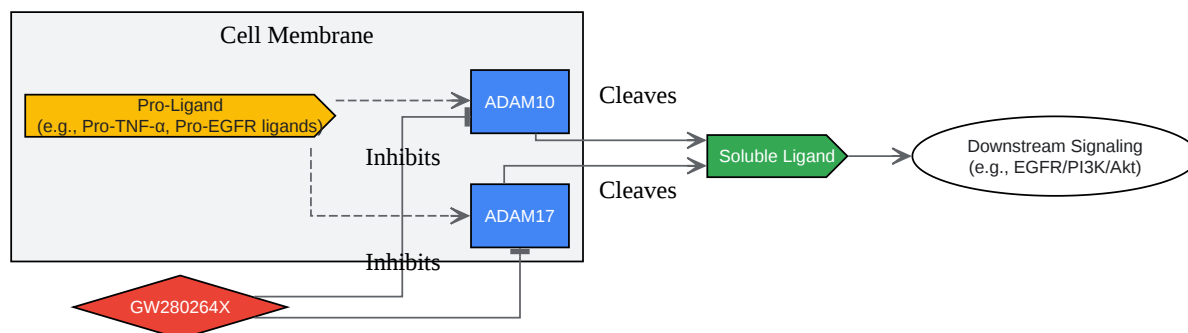 Cell Membrane
Pro-Ligand
(e.g., Pro-TNF-α, Pro-EGFR ligands)
ADAM10
Cleaves
Inhibits
Soluble Ligand
Downstream Signaling
(e.g., EGFR/PI3K/Akt)
Cleaves
ADAM17
Inhibits
GW280264X